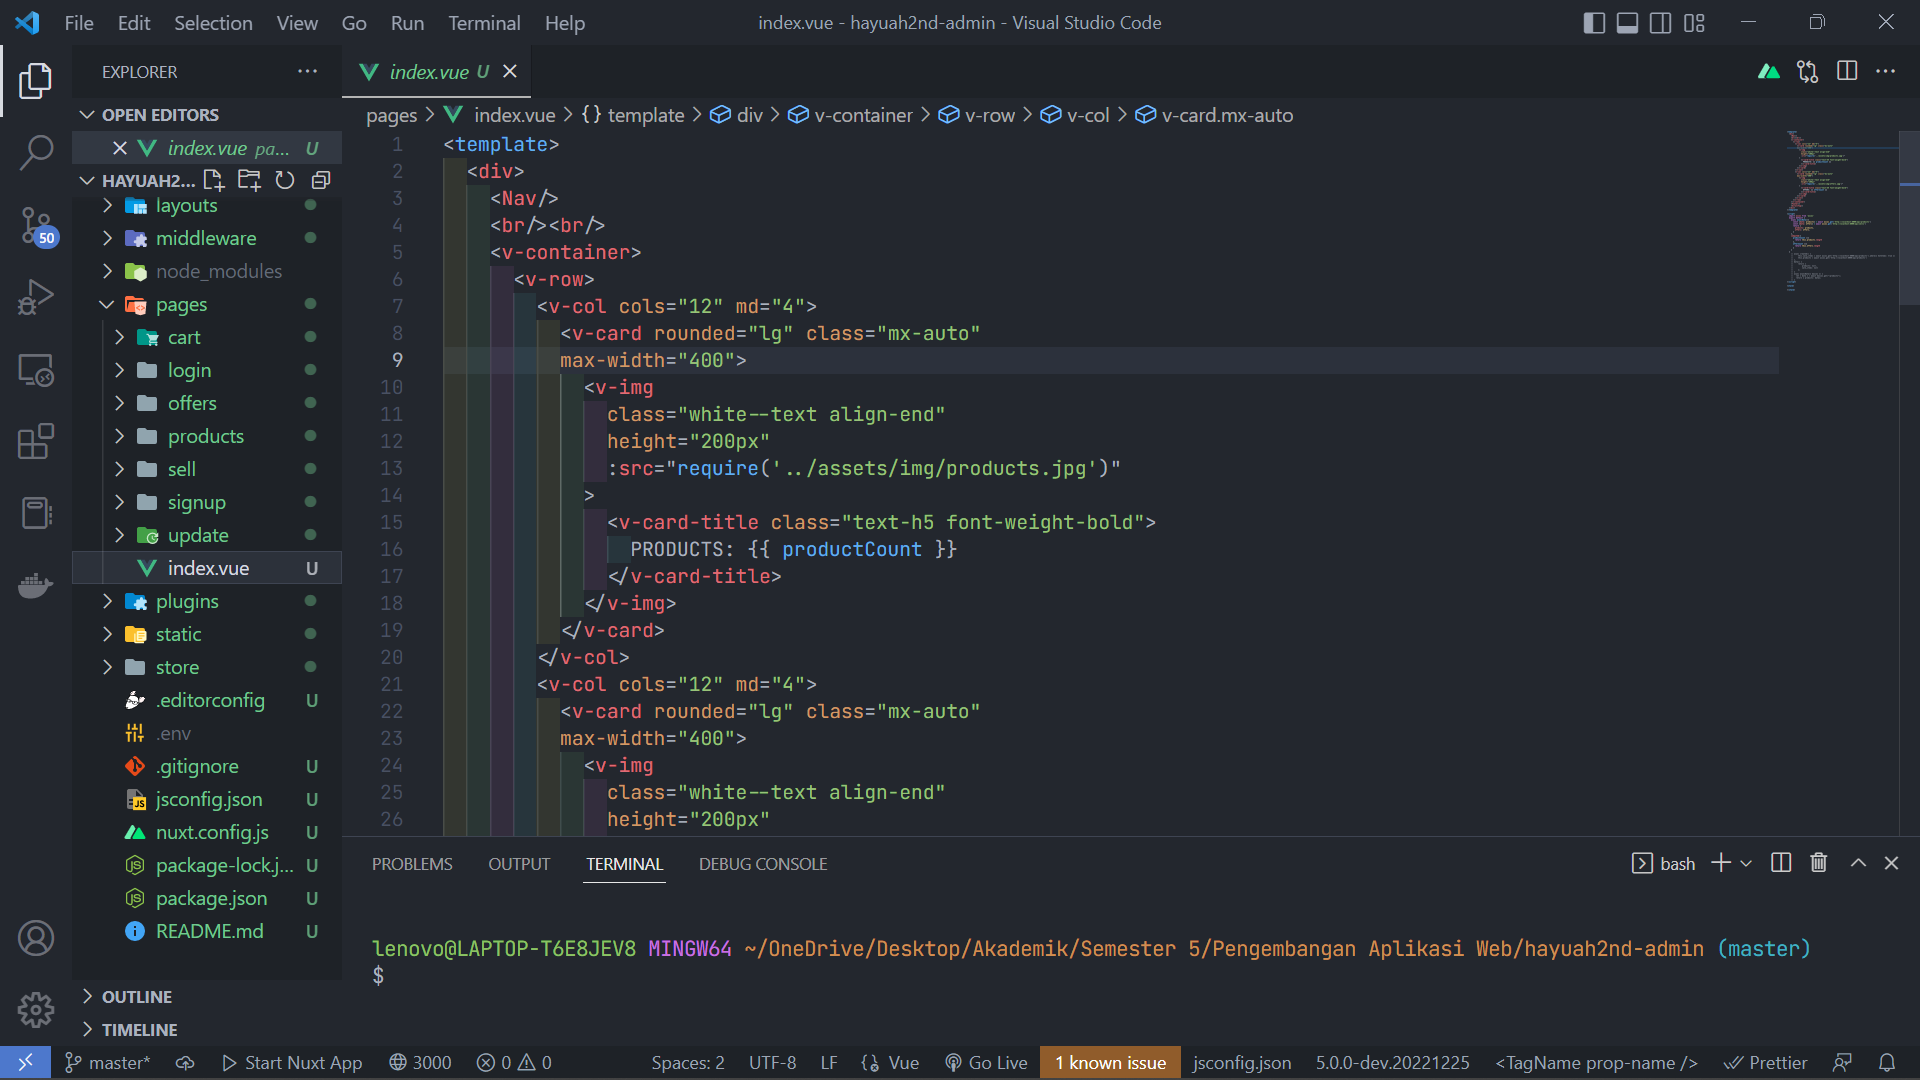 File Edit Selection View Go Run Terminal Help
index.vue - hayuah2nd-admin - Visual Studio Code
EXPLORER
OPEN EDITORS
index.vue pa... U
HAYUAH2...
layouts
middleware
node_modules
pages
cart
login
offers
products
sell
signup
update
index.vue U
plugins
static
store
.editorconfig U
.env
.gitignore U
jsconfig.json U
nuxt.config.js U
package-lock.j... U
package.json U
README.md U
OUTLINE
TIMELINE
50
index.vue U
pages > index.vue > {} template > div > v-container > v-row > v-col > v-card.mx-auto
1 <template>
2 <div>
3 <Nav/>
4 <br/><br/>
5 <v-container>
6 <v-row>
7 <v-col cols="12" md="4">
8 <v-card rounded="lg" class="mx-auto"
9 max-width="400">
10 <v-img
11 class="white--text align-end"
12 height="200px"
13 :src="require('../assets/img/products.jpg')"
14 >
15 <v-card-title class="text-h5 font-weight-bold">
16 PRODUCTS: {{ productCount }}
17 </v-card-title>
18 </v-img>
19 </v-card>
20 </v-col>
21 <v-col cols="12" md="4">
22 <v-card rounded="lg" class="mx-auto"
23 max-width="400">
24 <v-img
25 class="white--text align-end"
26 height="200px"
PROBLEMS OUTPUT TERMINAL DEBUG CONSOLE
bash
lenovo@LAPTOP-T6E8JEV8 MINGW64 ~/OneDrive/Desktop/Akademik/Semester 5/Pengembangan Aplikasi Web/hayuah2nd-admin (master)
$
master* Start Nuxt App 3000 0 0 Spaces: 2 UTF-8 LF Vue Go Live 1 known issue jsconfig.json 5.0.0-dev.20221225 <TagName prop-name /> Prettier